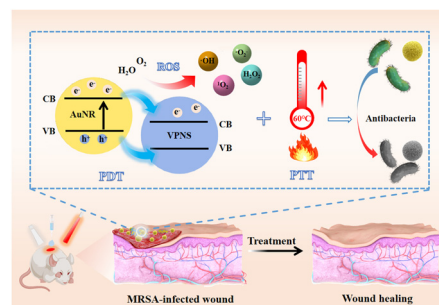 H₂O
O₂
ROS
·OH
·O₂⁻
¹O₂
H₂O₂
e⁻ e⁻ e⁻
CB
AuNR
VB
h⁺ h⁺
e⁻ e⁻
CB
VPNS
VB
PDT
+
60°C
PTT
Antibacteria
MRSA-infected wound
Treatment
Wound healing